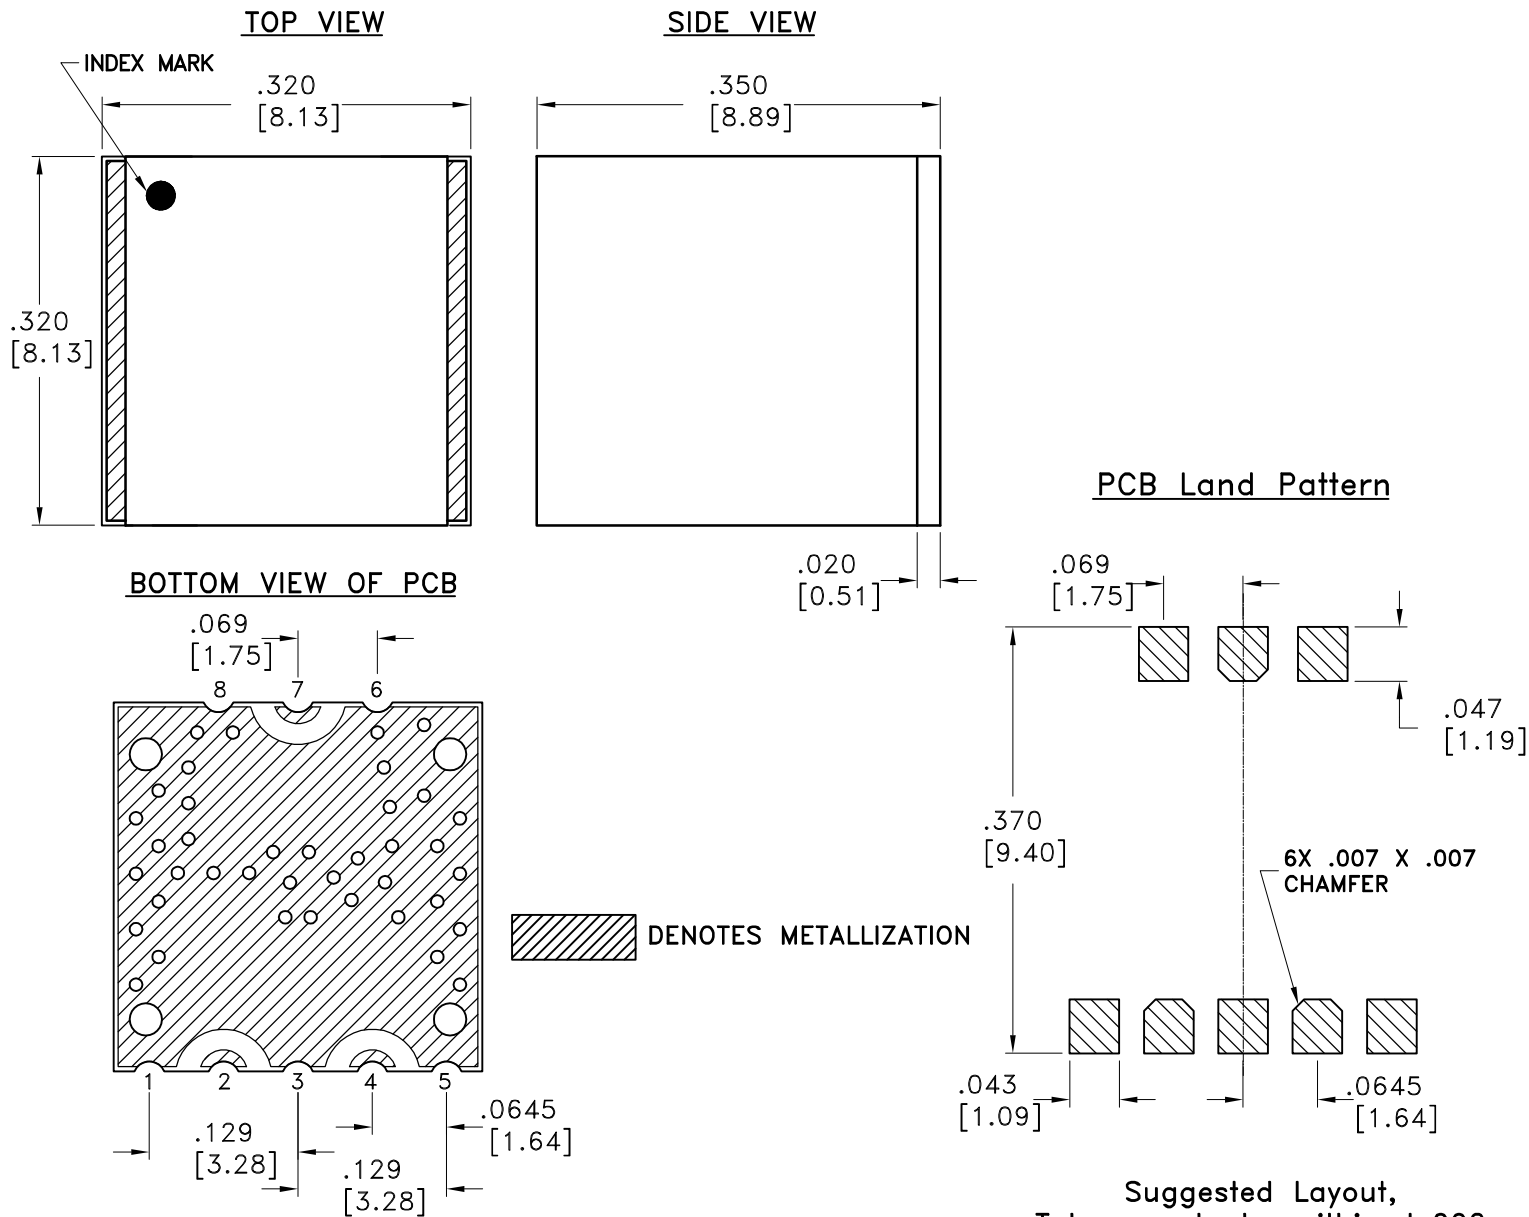 TOP VIEW
SIDE VIEW
INDEX MARK
.320
[8.13]
.350
[8.89]
.320
[8.13]
PCB Land Pattern
.020
[0.51]
.069
[1.75]
BOTTOM VIEW OF PCB
.069
[1.75]
8 7 6
.047
[1.19]
.370
[9.40]
6X .007 X .007
CHAMFER
DENOTES METALLIZATION
1 2 3 4 5
.043
[1.09]
.0645
[1.64]
.0645
[1.64]
.129
[3.28]
.129
[3.28]
Suggested Layout,